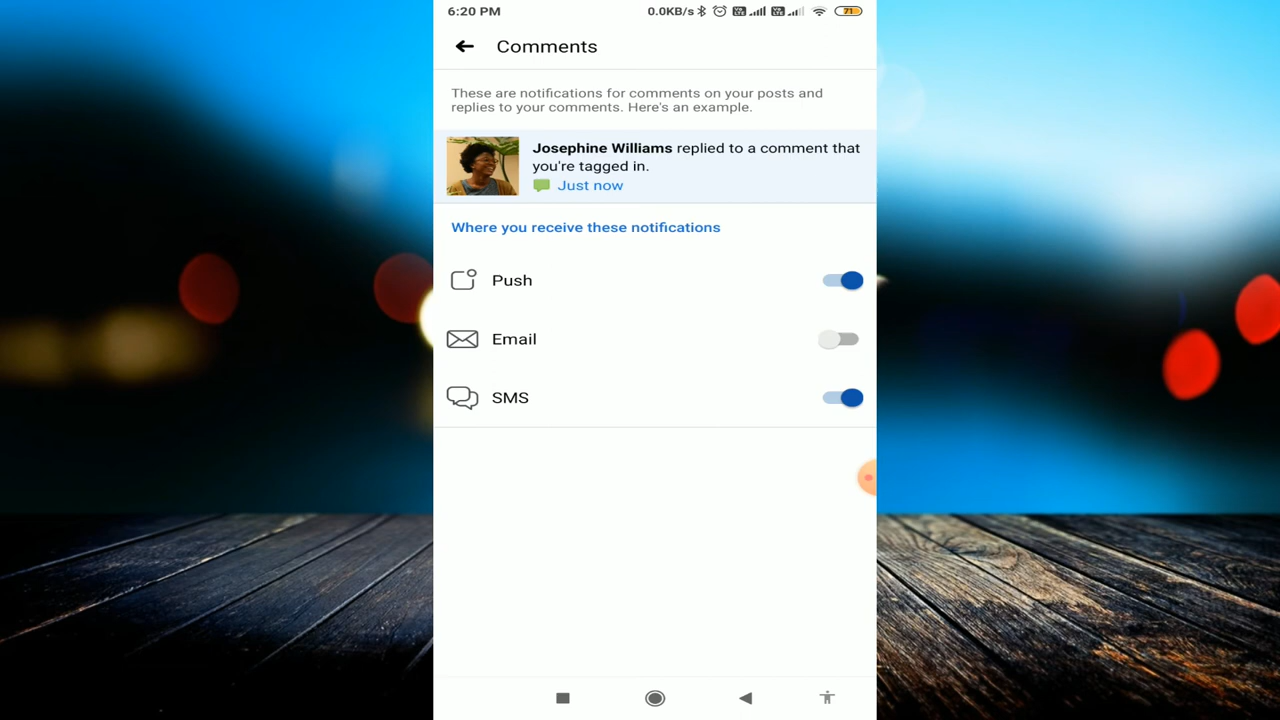 6:20 PM
0.0KB/s
71
Comments
These are notifications for comments on your posts and
replies to your comments. Here's an example.
Josephine Williams replied to a comment that
you're tagged in.
Just now
Where you receive these notifications
Push
Email
SMS